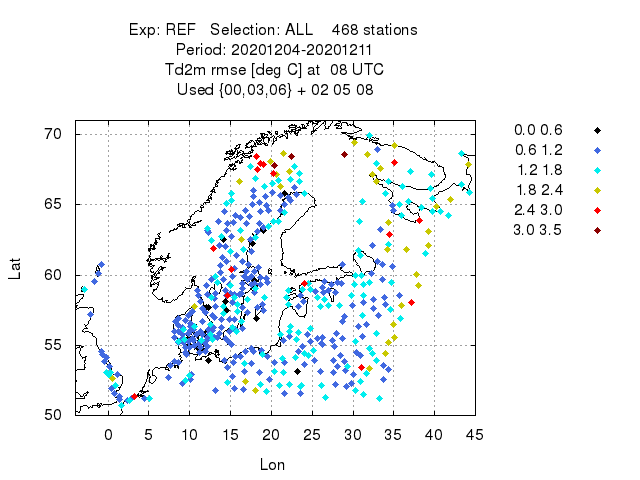 Exp: REF   Selection: ALL    468 stations
Period: 20201204-20201211
Td2m rmse [deg C] at  08 UTC
Used {00,03,06} + 02 05 08
0.0 0.6
0.6 1.2
1.2 1.8
1.8 2.4
2.4 3.0
3.0 3.5
70
65
60
55
50
Lat
0 5 10 15 20 25 30 35 40 45
Lon